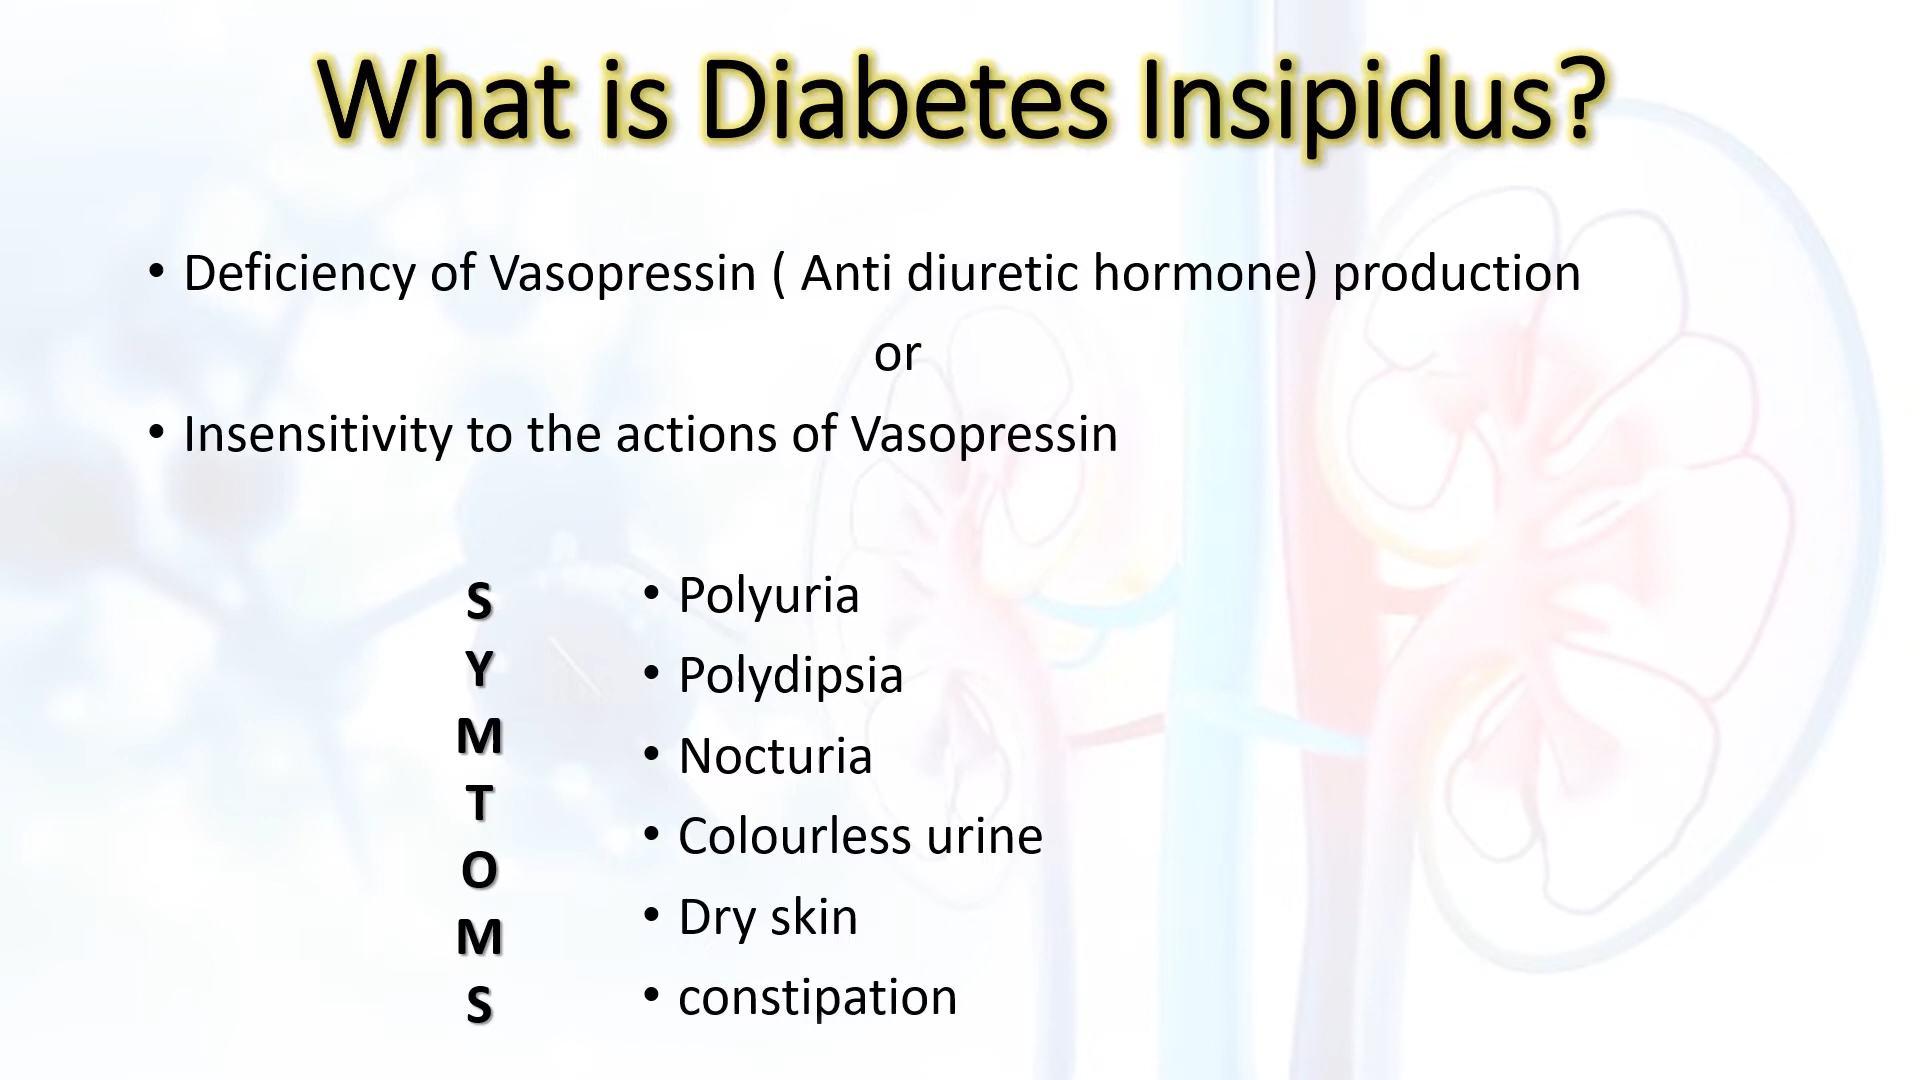 What is Diabetes Insipidus?
• Deficiency of Vasopressin ( Anti diuretic hormone) production
or
• Insensitivity to the actions of Vasopressin
S
Y
M
T
O
M
S
• Polyuria
• Polydipsia
• Nocturia
• Colourless urine
• Dry skin
• constipation